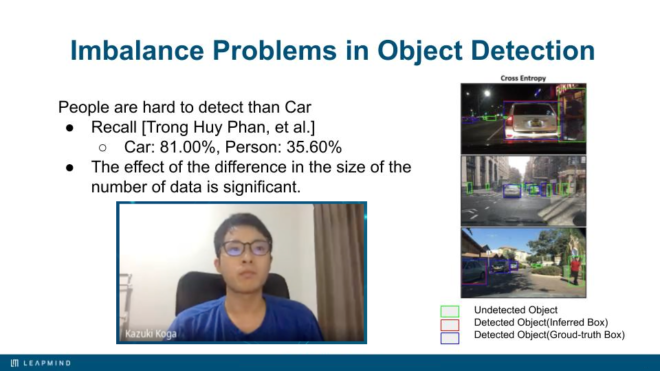 Imbalance Problems in Object Detection
People are hard to detect than Car
● Recall [Trong Huy Phan, et al.]
○ Car: 81.00%, Person: 35.60%
● The effect of the difference in the size of the
number of data is significant.
Kazuki Koga
Cross Entropy
Undetected Object
Detected Object(Inferred Box)
Detected Object(Groud-truth Box)
LEAPMIND